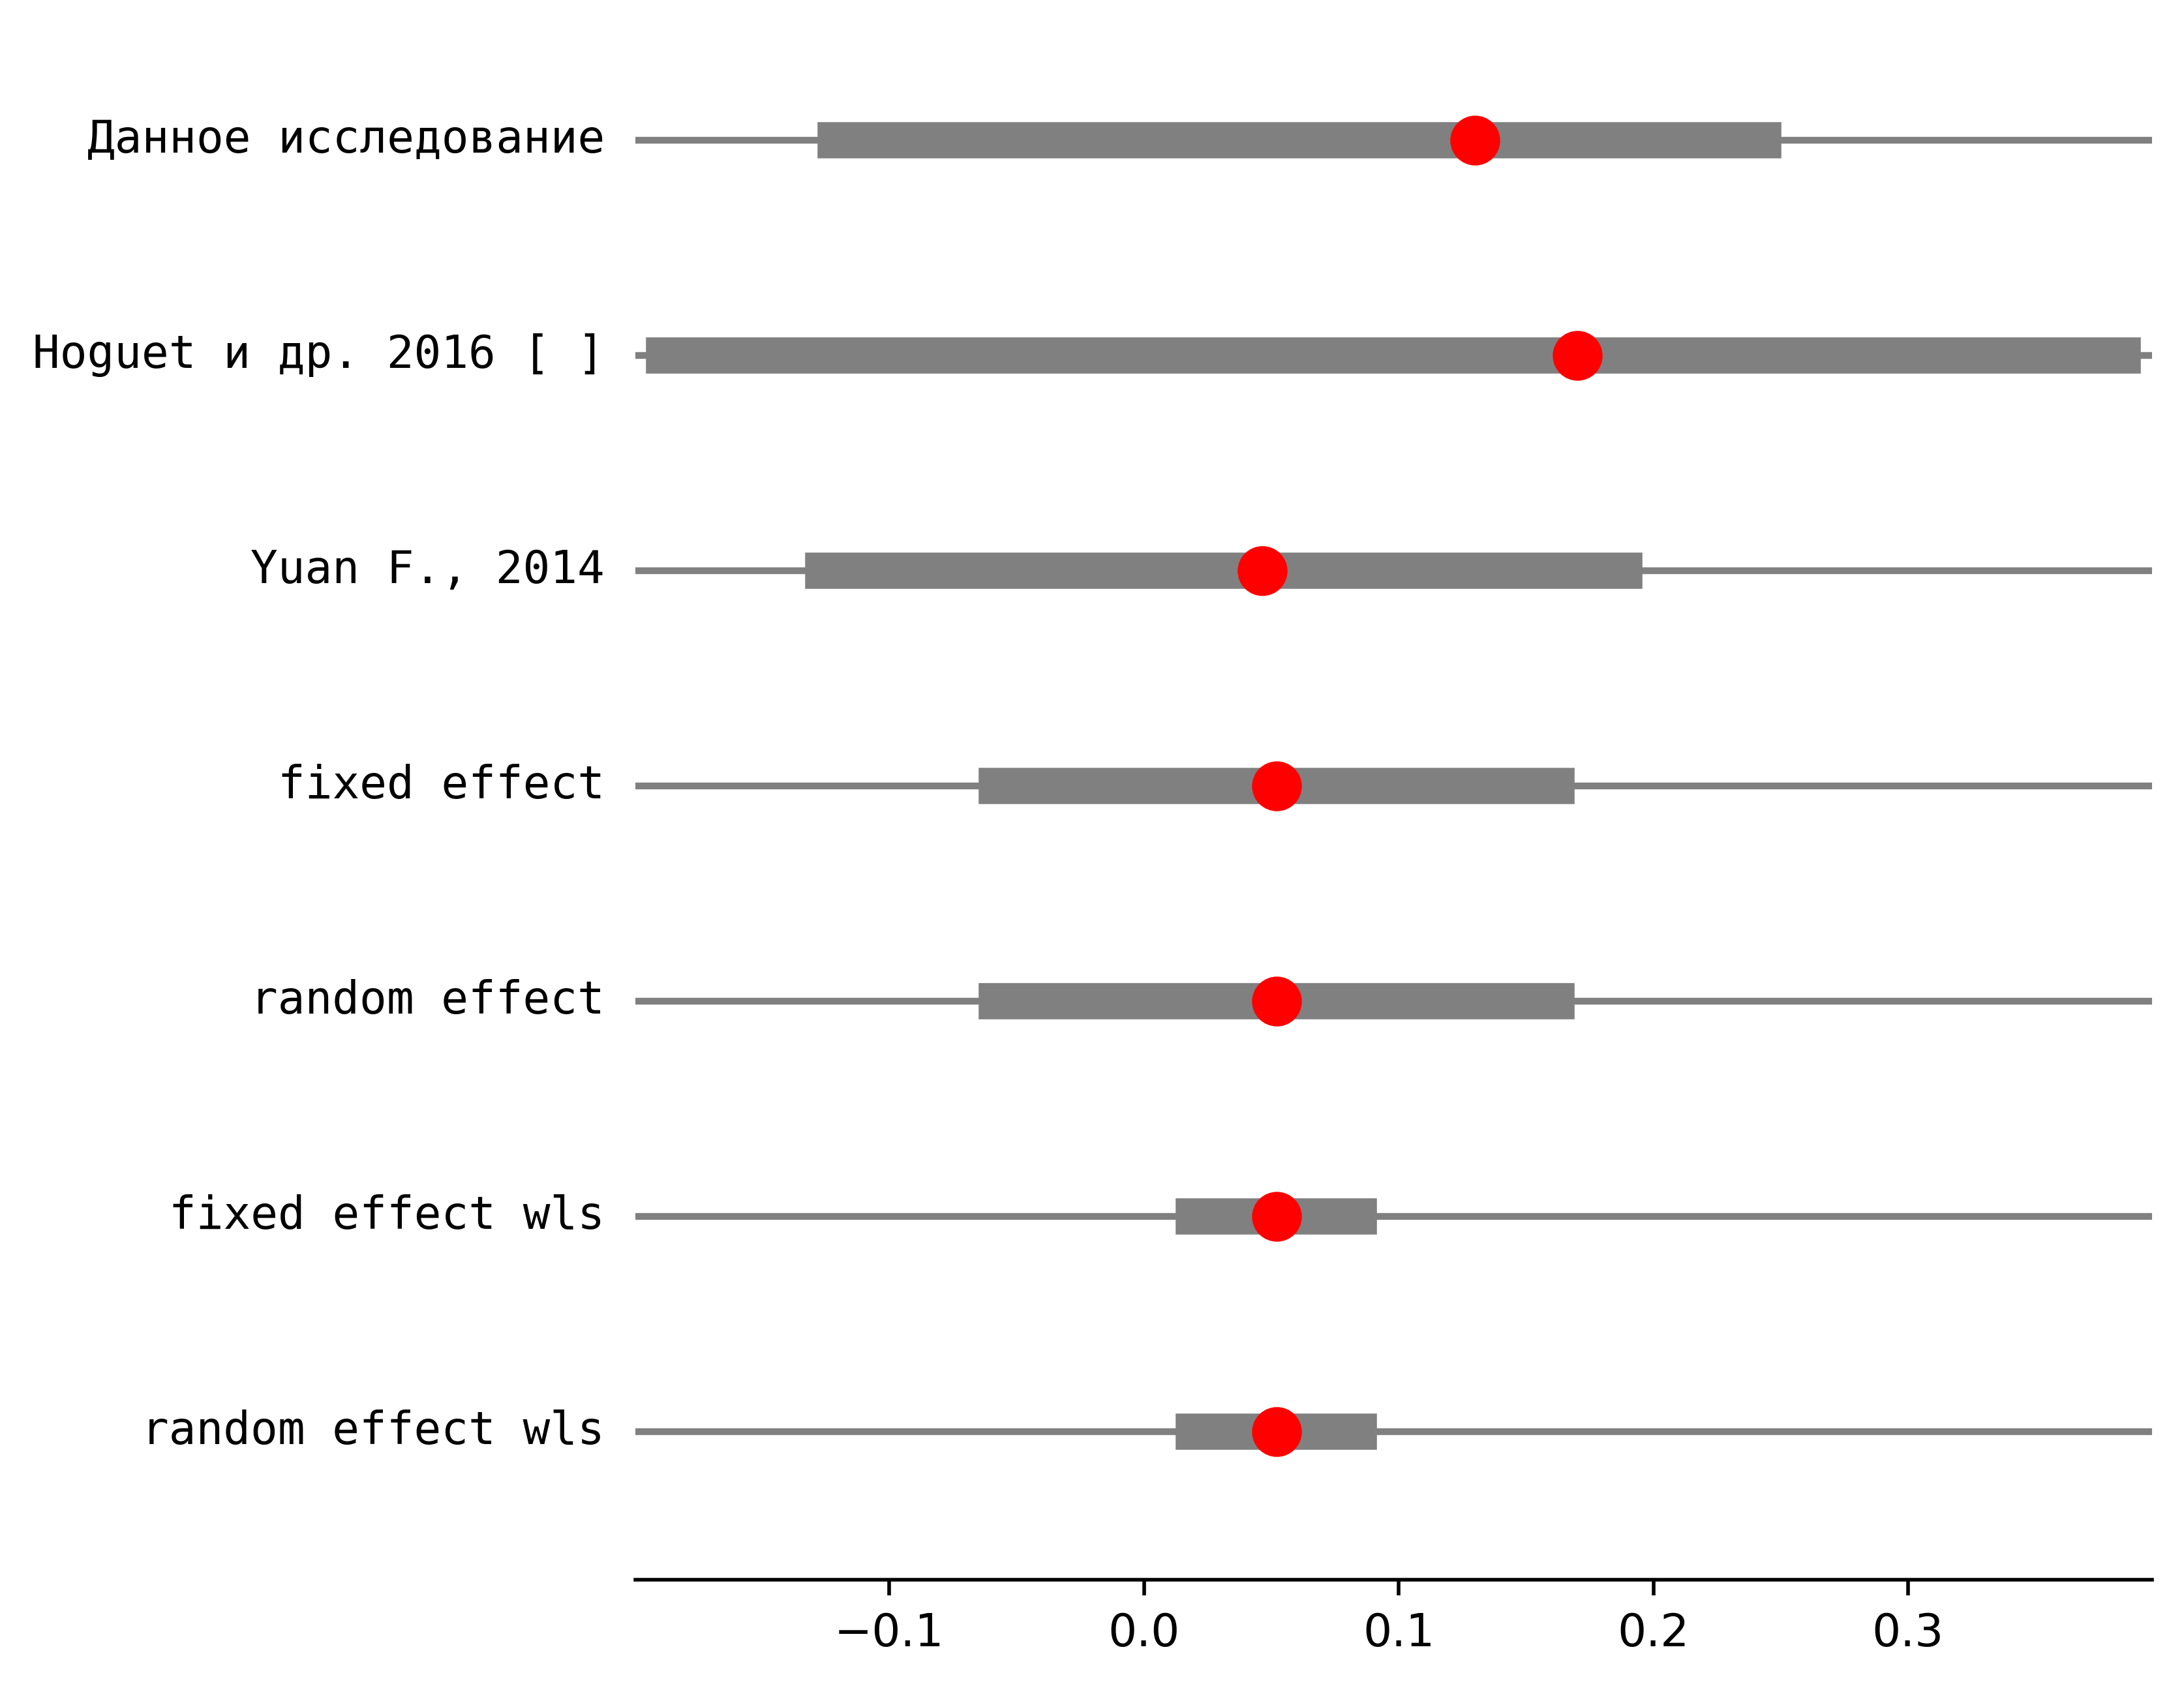 Данное исследование
Hoguet и др. 2016 [ ]
Yuan F., 2014
fixed effect
random effect
fixed effect wls
random effect wls
−0.1 0.0 0.1 0.2 0.3